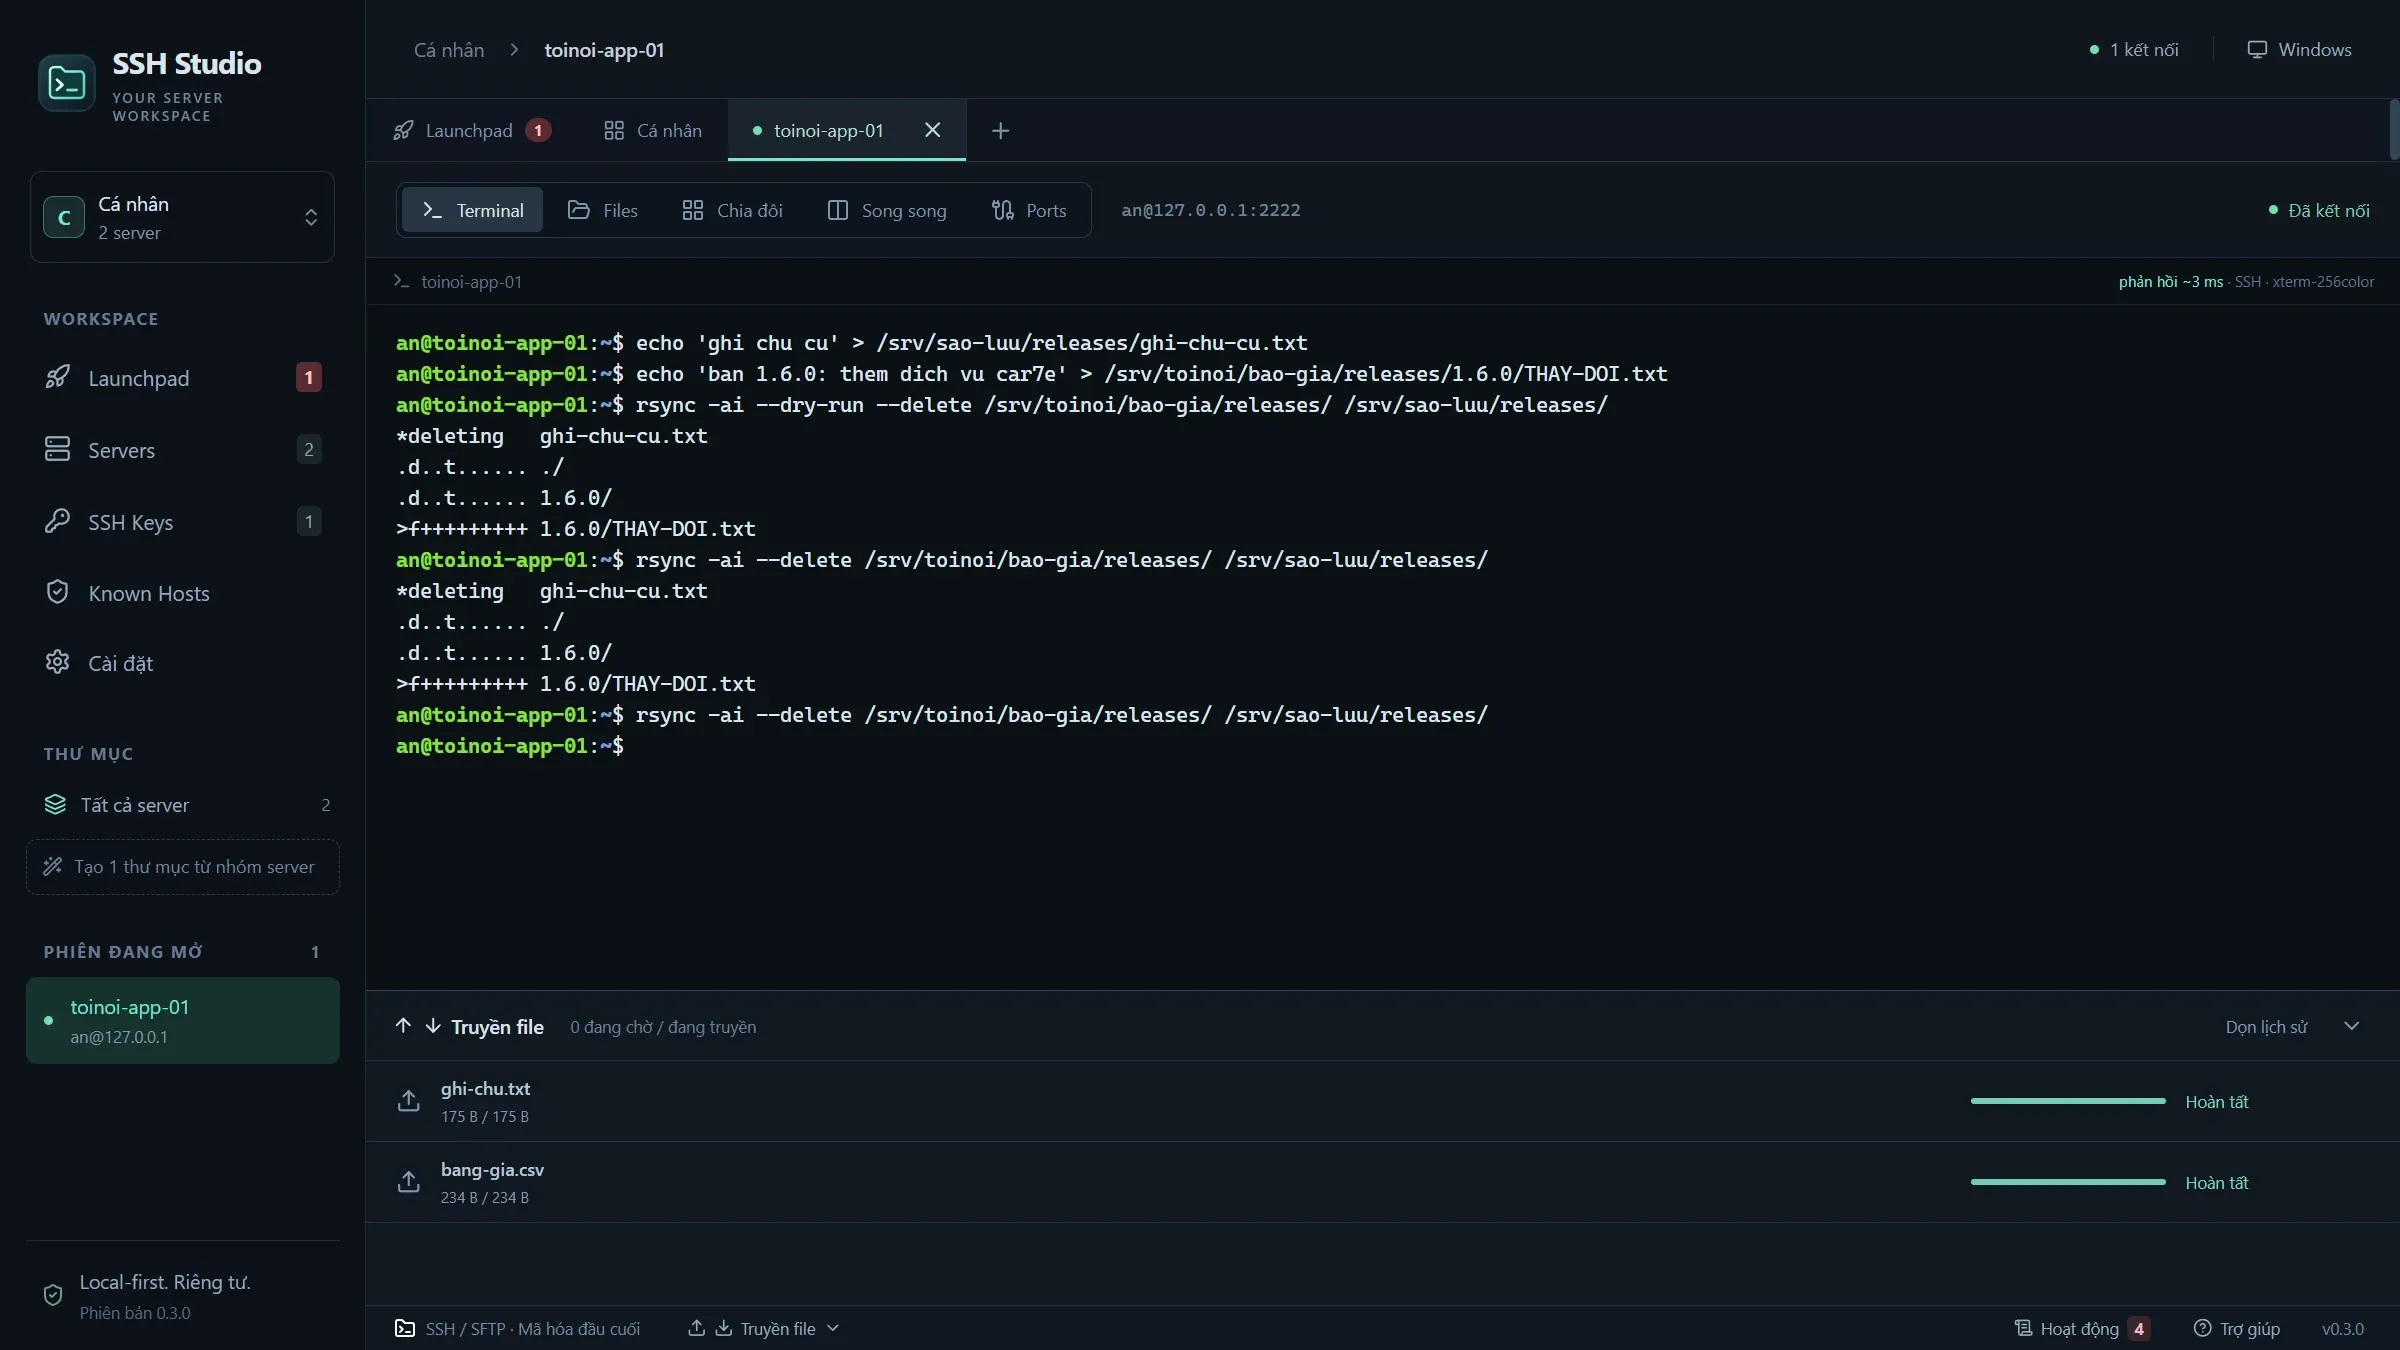 SSH Studio
YOUR SERVER
WORKSPACE
C
Cá nhân
2 server
WORKSPACE
Launchpad 1
Servers 2
SSH Keys 1
Known Hosts
Cài đặt
THƯ MỤC
Tất cả server 2
Tạo 1 thư mục từ nhóm server
PHIÊN ĐANG MỞ 1
toinoi-app-01
an@127.0.0.1
Local-first. Riêng tư.
Phiên bản 0.3.0
Cá nhân > toinoi-app-01
1 kết nối
Windows
Launchpad 1
Cá nhân
toinoi-app-01
Terminal
Files
Chia đôi
Song song
Ports
an@127.0.0.1:2222
Đã kết nối
toinoi-app-01
phản hồi ~3 ms · SSH · xterm-256color
an@toinoi-app-01:~$ echo 'ghi chu cu' > /srv/sao-luu/releases/ghi-chu-cu.txt
an@toinoi-app-01:~$ echo 'ban 1.6.0: them dich vu car7e' > /srv/toinoi/bao-gia/releases/1.6.0/THAY-DOI.txt
an@toinoi-app-01:~$ rsync -ai --dry-run --delete /srv/toinoi/bao-gia/releases/ /srv/sao-luu/releases/
*deleting   ghi-chu-cu.txt
.d..t...... ./
.d..t...... 1.6.0/
>f+++++++++ 1.6.0/THAY-DOI.txt
an@toinoi-app-01:~$ rsync -ai --delete /srv/toinoi/bao-gia/releases/ /srv/sao-luu/releases/
*deleting   ghi-chu-cu.txt
.d..t...... ./
.d..t...... 1.6.0/
>f+++++++++ 1.6.0/THAY-DOI.txt
an@toinoi-app-01:~$ rsync -ai --delete /srv/toinoi/bao-gia/releases/ /srv/sao-luu/releases/
an@toinoi-app-01:~$
Truyền file 0 đang chờ / đang truyền
Dọn lịch sử
ghi-chu.txt
175 B / 175 B
Hoàn tất
bang-gia.csv
234 B / 234 B
Hoàn tất
SSH / SFTP · Mã hóa đầu cuối
Truyền file
Hoạt động 4
Trợ giúp
v0.3.0